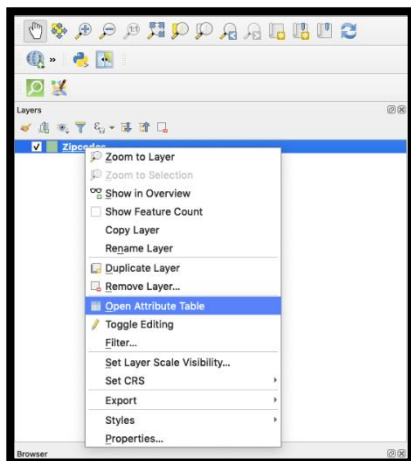 Layers
Zipcodes
Zoom to Layer
Zoom to Selection
Show in Overview
Show Feature Count
Copy Layer
Rename Layer
Duplicate Layer
Remove Layer...
Open Attribute Table
Toggle Editing
Filter...
Set Layer Scale Visibility...
Set CRS
Export
Styles
Properties...
Browser